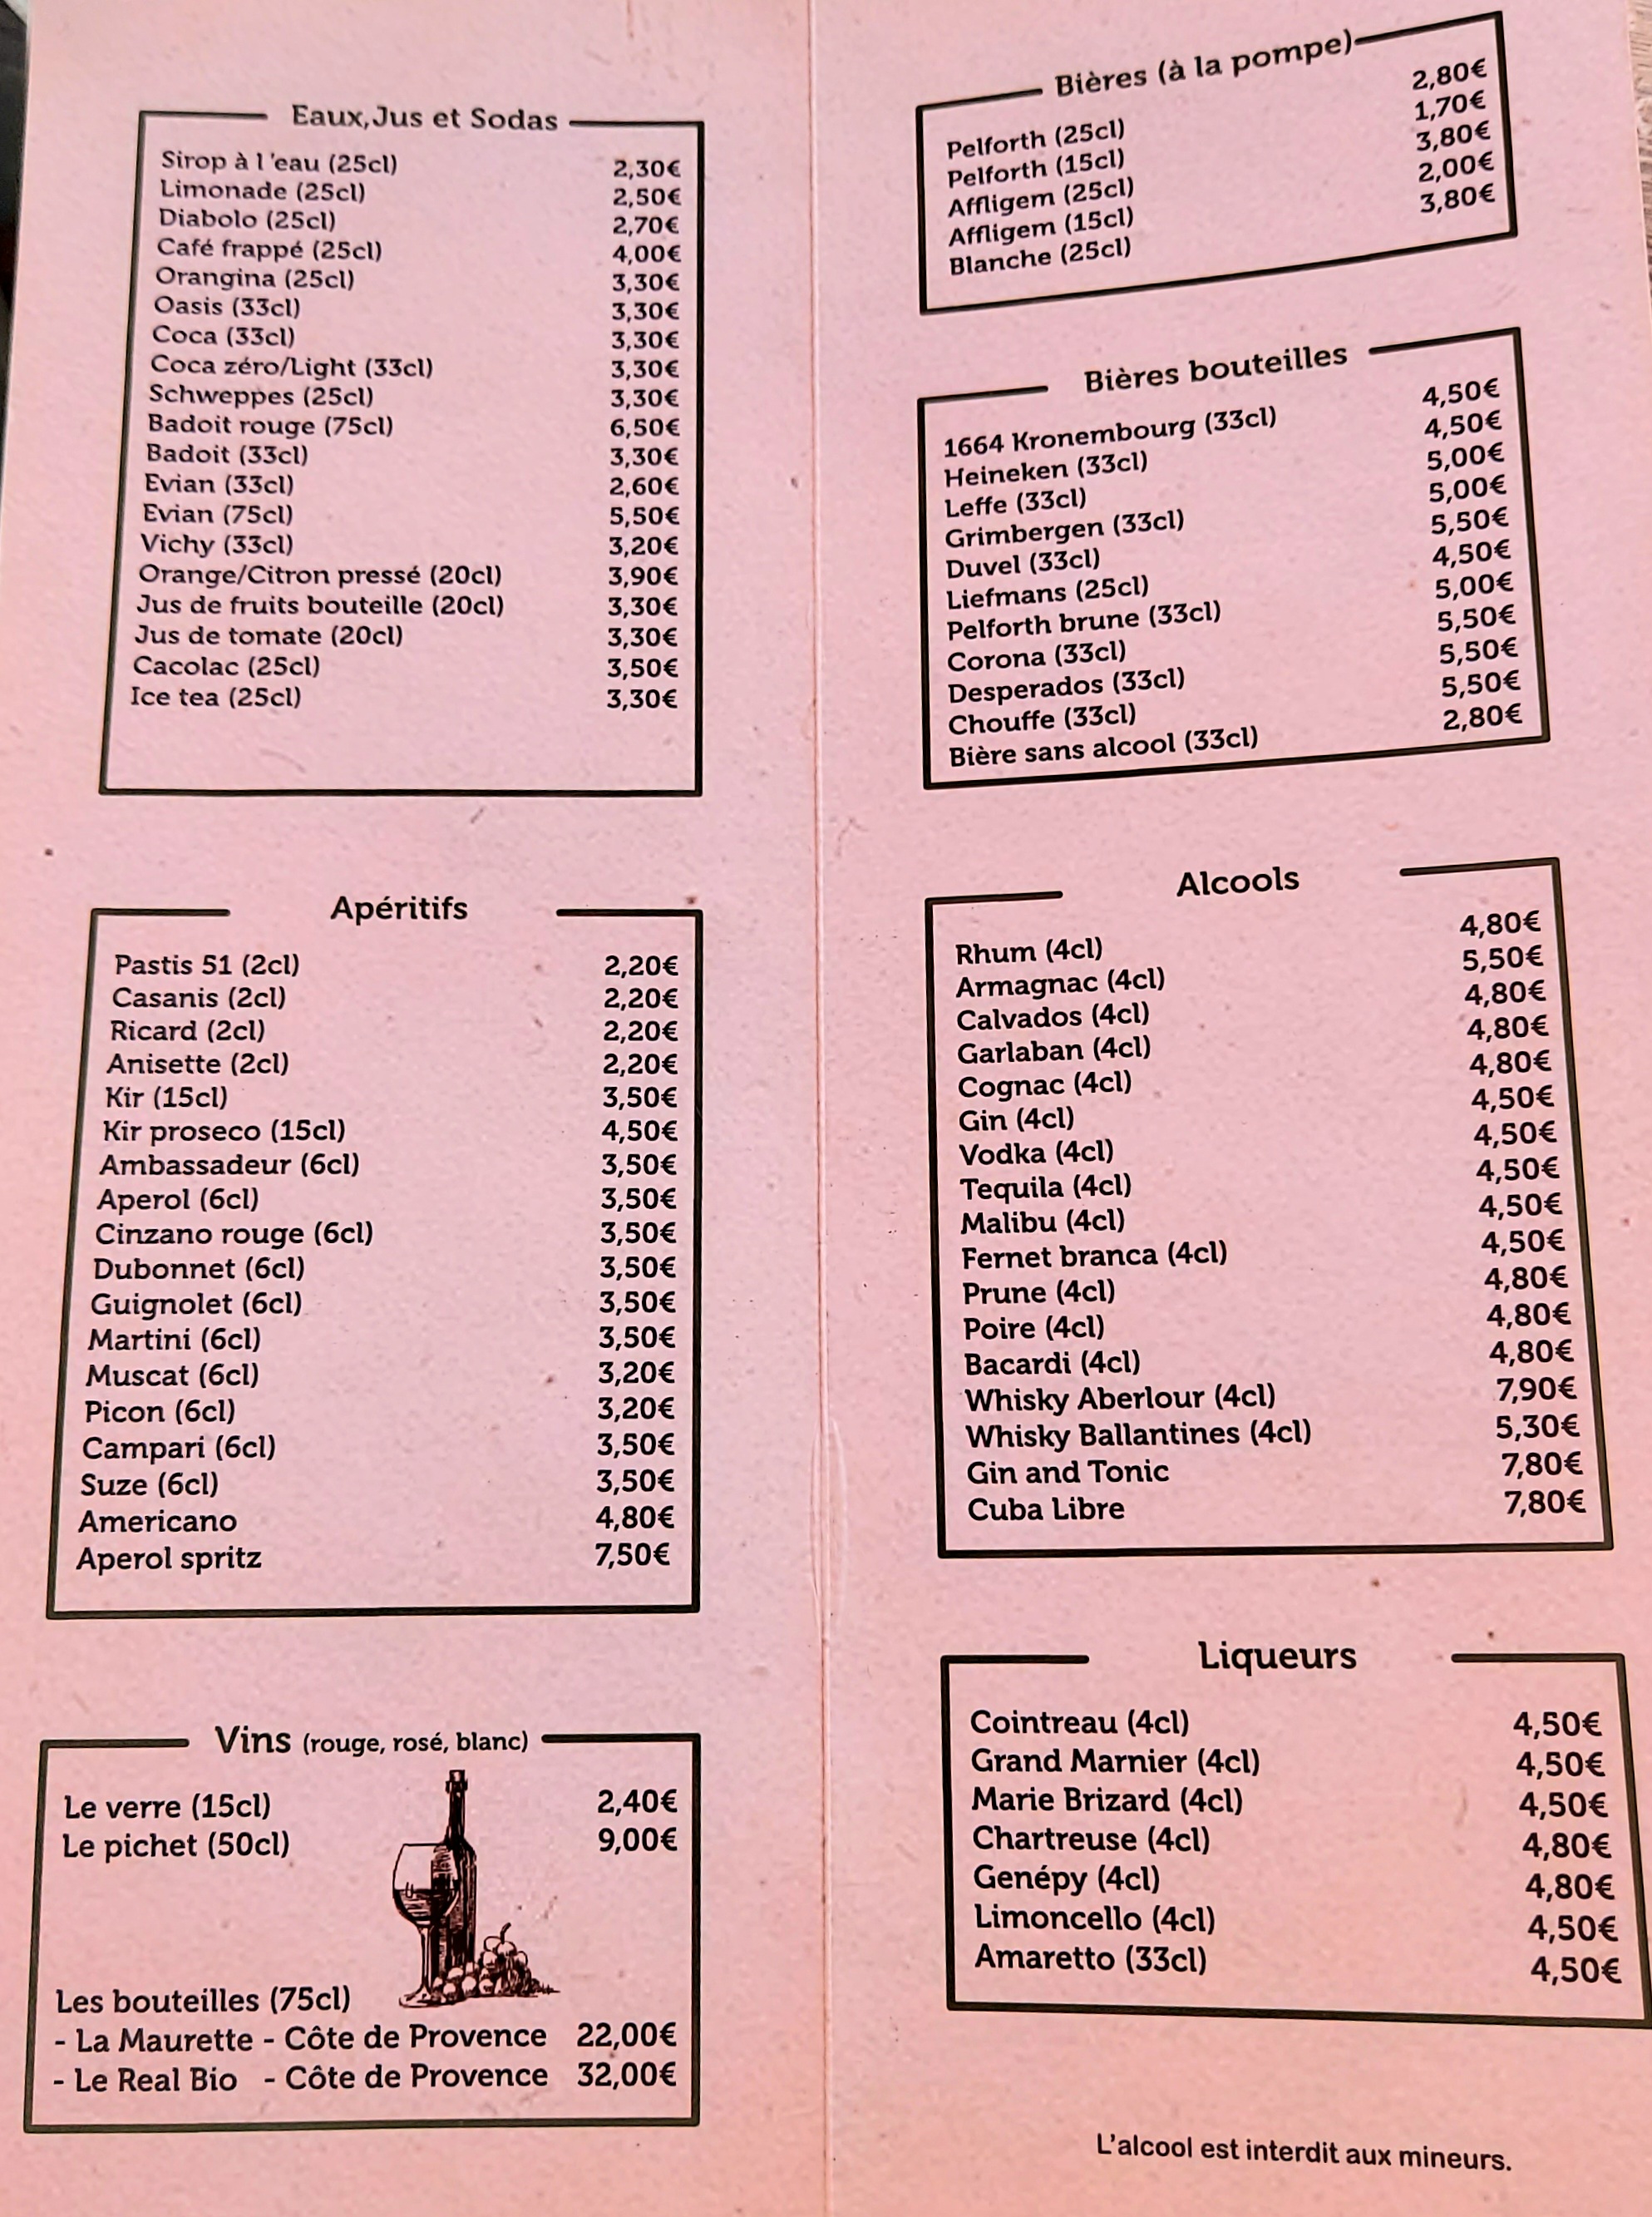 Eaux,Jus et Sodas
Sirop à l'eau (25cl) 2,30€
Limonade (25cl) 2,50€
Diabolo (25cl) 2,70€
Café frappé (25cl) 4,00€
Orangina (25cl) 3,30€
Oasis (33cl) 3,30€
Coca (33cl) 3,30€
Coca zéro/Light (33cl) 3,30€
Schweppes (25cl) 3,30€
Badoit rouge (75cl) 6,50€
Badoit (33cl) 3,30€
Evian (33cl) 2,60€
Evian (75cl) 5,50€
Vichy (33cl) 3,20€
Orange/Citron pressé (20cl) 3,90€
Jus de fruits bouteille (20cl) 3,30€
Jus de tomate (20cl) 3,30€
Cacolac (25cl) 3,50€
Ice tea (25cl) 3,30€
Apéritifs
Pastis 51 (2cl) 2,20€
Casanis (2cl) 2,20€
Ricard (2cl) 2,20€
Anisette (2cl) 2,20€
Kir (15cl) 3,50€
Kir proseco (15cl) 4,50€
Ambassadeur (6cl) 3,50€
Aperol (6cl) 3,50€
Cinzano rouge (6cl) 3,50€
Dubonnet (6cl) 3,50€
Guignolet (6cl) 3,50€
Martini (6cl) 3,50€
Muscat (6cl) 3,20€
Picon (6cl) 3,20€
Campari (6cl) 3,50€
Suze (6cl) 3,50€
Americano 4,80€
Aperol spritz 7,50€
Vins (rouge, rosé, blanc)
Le verre (15cl) 2,40€
Le pichet (50cl) 9,00€
Les bouteilles (75cl)
- La Maurette - Côte de Provence 22,00€
- Le Real Bio - Côte de Provence 32,00€
Bières (à la pompe)
Pelforth (25cl) 2,80€
Pelforth (15cl) 1,70€
Affligem (25cl) 3,80€
Affligem (15cl) 2,00€
Blanche (25cl) 3,80€
Bières bouteilles
1664 Kronembourg (33cl) 4,50€
Heineken (33cl) 4,50€
Leffe (33cl) 5,00€
Grimbergen (33cl) 5,00€
Duvel (33cl) 5,50€
Liefmans (25cl) 4,50€
Pelforth brune (33cl) 5,00€
Corona (33cl) 5,50€
Desperados (33cl) 5,50€
Chouffe (33cl) 5,50€
Bière sans alcool (33cl) 2,80€
Alcools
Rhum (4cl) 4,80€
Armagnac (4cl) 5,50€
Calvados (4cl) 4,80€
Garlaban (4cl) 4,80€
Cognac (4cl) 4,80€
Gin (4cl) 4,50€
Vodka (4cl) 4,50€
Tequila (4cl) 4,50€
Malibu (4cl) 4,50€
Fernet branca (4cl) 4,50€
Prune (4cl) 4,80€
Poire (4cl) 4,80€
Bacardi (4cl) 4,80€
Whisky Aberlour (4cl) 7,90€
Whisky Ballantines (4cl) 5,30€
Gin and Tonic 7,80€
Cuba Libre 7,80€
Liqueurs
Cointreau (4cl) 4,50€
Grand Marnier (4cl) 4,50€
Marie Brizard (4cl) 4,50€
Chartreuse (4cl) 4,80€
Genépy (4cl) 4,80€
Limoncello (4cl) 4,50€
Amaretto (33cl) 4,50€
L'alcool est interdit aux mineurs.